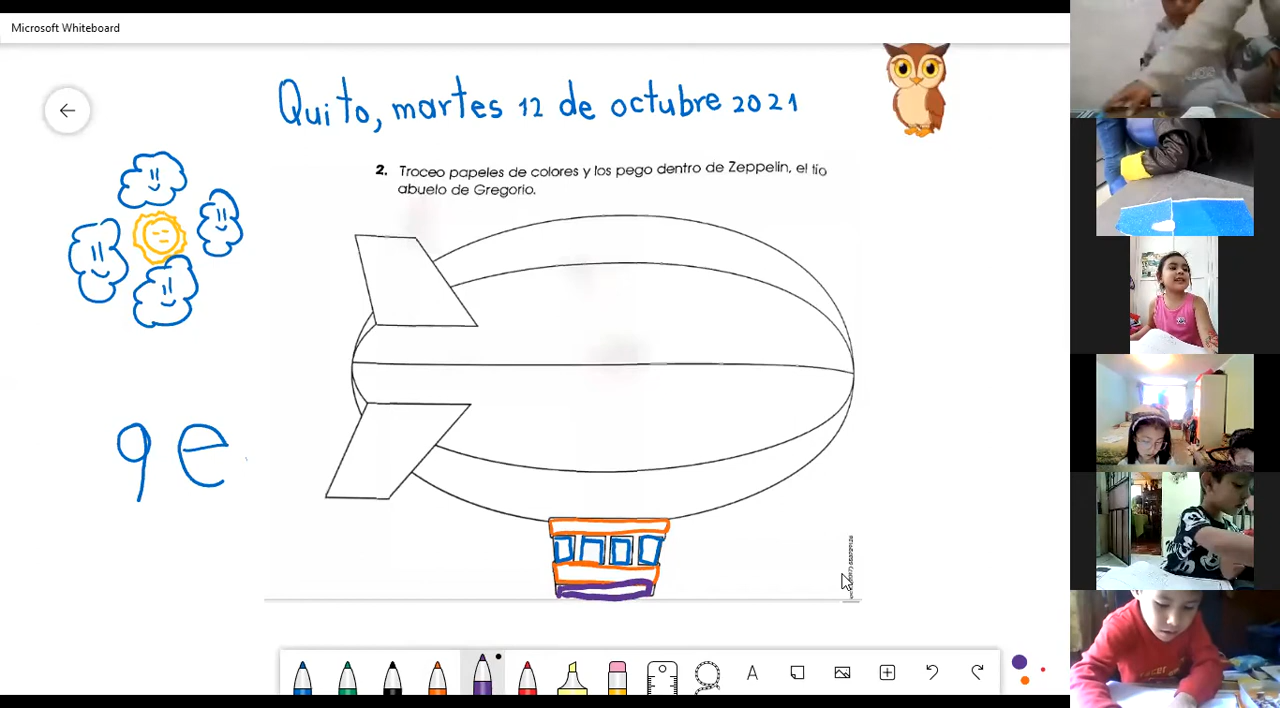 Microsoft Whiteboard
Quito, martes 12 de octubre 2021
2. Troceo papeles de colores y los pego dentro de Zeppelin, el tío
abuelo de Gregorio.
q e
A